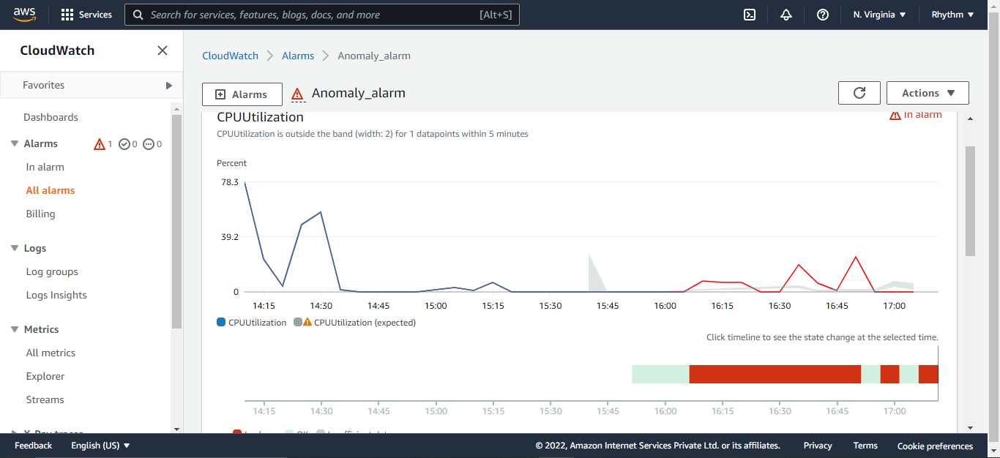 aws
Services
Search for services, features, blogs, docs, and more [Alt+S]
N. Virginia
Rhythm
CloudWatch
Favorites
Dashboards
Alarms 1 0 0
In alarm
All alarms
Billing
Logs
Log groups
Logs Insights
Metrics
All metrics
Explorer
Streams
CloudWatch Alarms Anomaly_alarm
Alarms
Anomaly_alarm
Actions
CPUUtilization
In alarm
CPUUtilization is outside the band (width: 2) for 1 datapoints within 5 minutes
Percent
78.3
39.2
0
14:15 14:30 14:45 15:00 15:15 15:30 15:45 16:00 16:15 16:30 16:45 17:00
CPUUtilization CPUUtilization (expected)
Click timeline to see the state change at the selected time.
14:15 14:30 14:45 15:00 15:15 15:30 15:45 16:00 16:15 16:30 16:45 17:00
Feedback English (US) © 2022, Amazon Internet Services Private Ltd. or its affiliates. Privacy Terms Cookie preferences